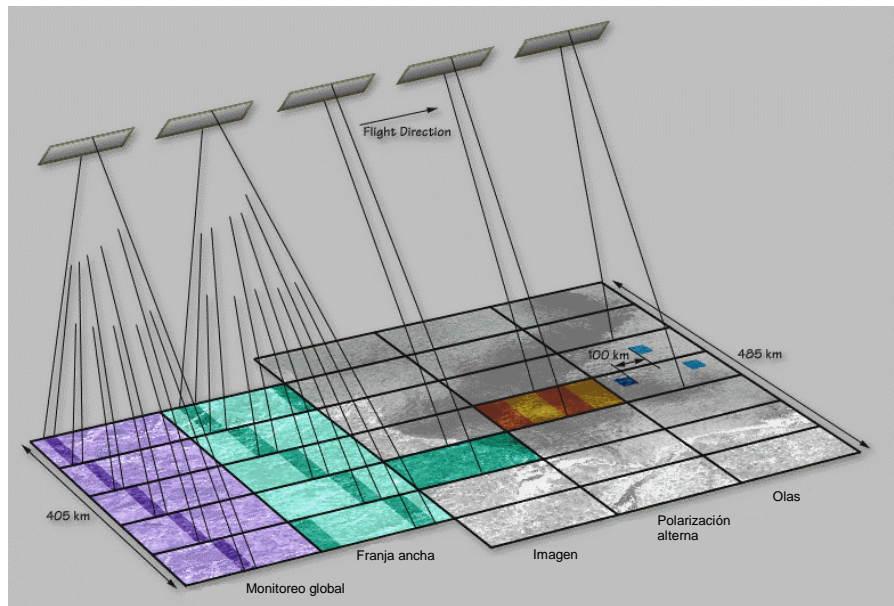 Flight Direction
100 km
485 km
405 km
Olas
Polarización
alterna
Imagen
Franja ancha
Monitoreo global